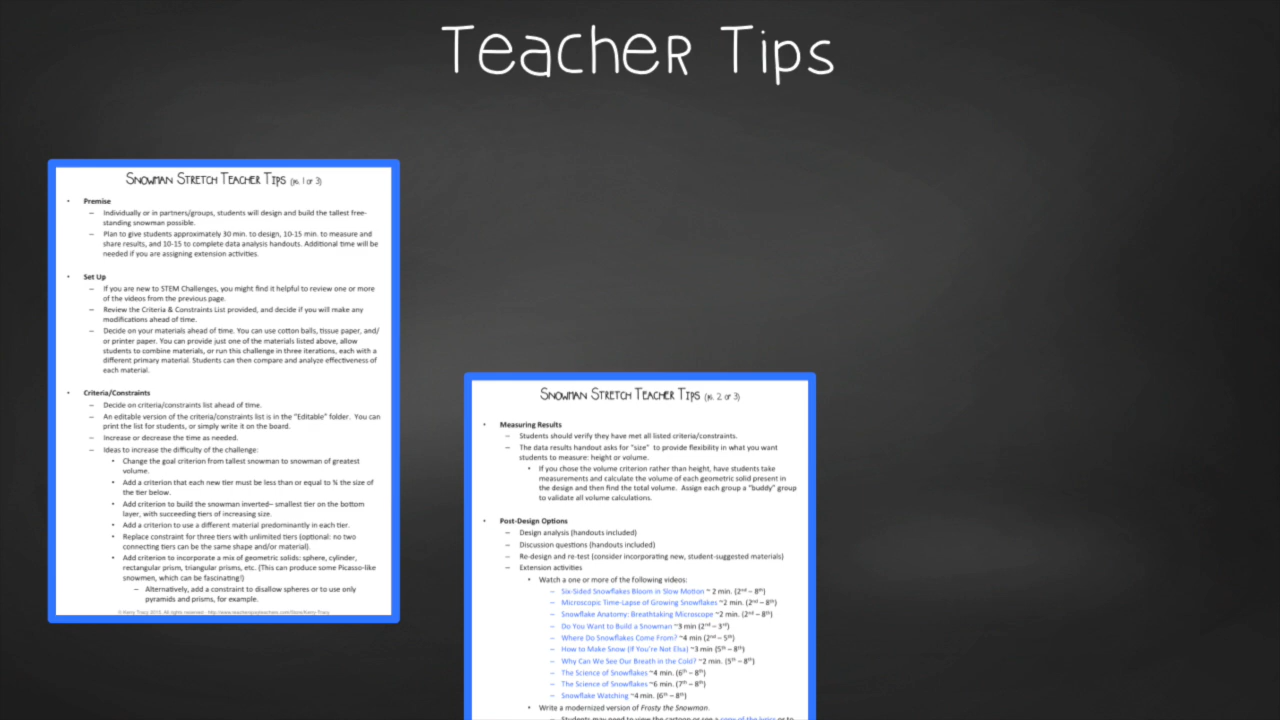 Teacher Tips
Snowman Stretch Teacher Tips (pg. 1 of 3)
• Premise
– Individually or in partners/groups, students will design and build the tallest free-
standing snowman possible.
– Plan to give students approximately 30 min. to design, 10-15 min. to measure and
share results, and 10-15 to complete data analysis handouts. Additional time will be
needed if you are assigning extension activities.
• Set Up
– If you are new to STEM Challenges, you might find it helpful to review one or more
of the videos from the previous page.
– Review the Criteria & Constraints List provided, and decide if you will make any
modifications ahead of time.
– Decide on your materials ahead of time. You can use cotton balls, tissue paper, and/
or printer paper. You can provide just one of the materials listed above, allow
students to combine materials, or run this challenge in three iterations, each with a
different primary material. Students can then compare and analyze effectiveness of
each material.
• Criteria/Constraints
– Decide on criteria/constraints list ahead of time.
– An editable version of the criteria/constraints list is in the "Editable" folder. You can
print the list for students, or simply write it on the board.
– Increase or decrease the time as needed.
– Ideas to increase the difficulty of the challenge:
• Change the goal criterion from tallest snowman to snowman of greatest
volume.
• Add a criterion that each new tier must be less than or equal to ¾ the size of
the tier below.
• Add criterion to build the snowman inverted– smallest tier on the bottom
layer, with succeeding tiers of increasing size.
• Add a criterion to use a different material predominantly in each tier.
• Replace constraint for three tiers with unlimited tiers (optional: no two
connecting tiers can be the same shape and/or material).
• Add criterion to incorporate a mix of geometric solids: sphere, cylinder,
rectangular prism, triangular prisms, etc. (This can produce some Picasso-like
snowmen, which can be fascinating!)
– Alternatively, add a constraint to disallow spheres or to use only
pyramids and prisms, for example.
© Kerry Tracy 2015. All rights reserved - http://www.teacherspayteachers.com/Store/Kerry-Tracy
Snowman Stretch Teacher Tips (pg. 2 of 3)
• Measuring Results
– Students should verify they have met all listed criteria/constraints.
– The data results handout asks for "size" to provide flexibility in what you want
students to measure: height or volume.
• If you chose the volume criterion rather than height, have students take
measurements and calculate the volume of each geometric solid present in
the design and then find the total volume. Assign each group a "buddy" group
to validate all volume calculations.
• Post-Design Options
– Design analysis (handouts included)
– Discussion questions (handouts included)
– Re-design and re-test (consider incorporating new, student-suggested materials)
– Extension activities
• Watch a one or more of the following videos:
– Six-Sided Snowflakes Bloom in Slow Motion ~ 2 min. (2nd – 8th)
– Microscopic Time-Lapse of Growing Snowflakes ~2 min. (2nd – 8th)
– Snowflake Anatomy: Breathtaking Microscope ~2 min. (2nd – 8th)
– Do You Want to Build a Snowman ~3 min (2nd – 3rd)
– Where Do Snowflakes Come From? ~4 min (2nd – 5th)
– How to Make Snow (if You're Not Elsa) ~3 min (5th – 8th)
– Why Can We See Our Breath in the Cold? ~2 min. (5th – 8th)
– The Science of Snowflakes ~4 min. (6th – 8th)
– The Science of Snowflakes ~6 min. (7th – 8th)
– Snowflake Watching ~4 min. (6th – 8th)
• Write a modernized version of Frosty the Snowman.
– Students may need to view the cartoon or see a copy of the lyrics or to